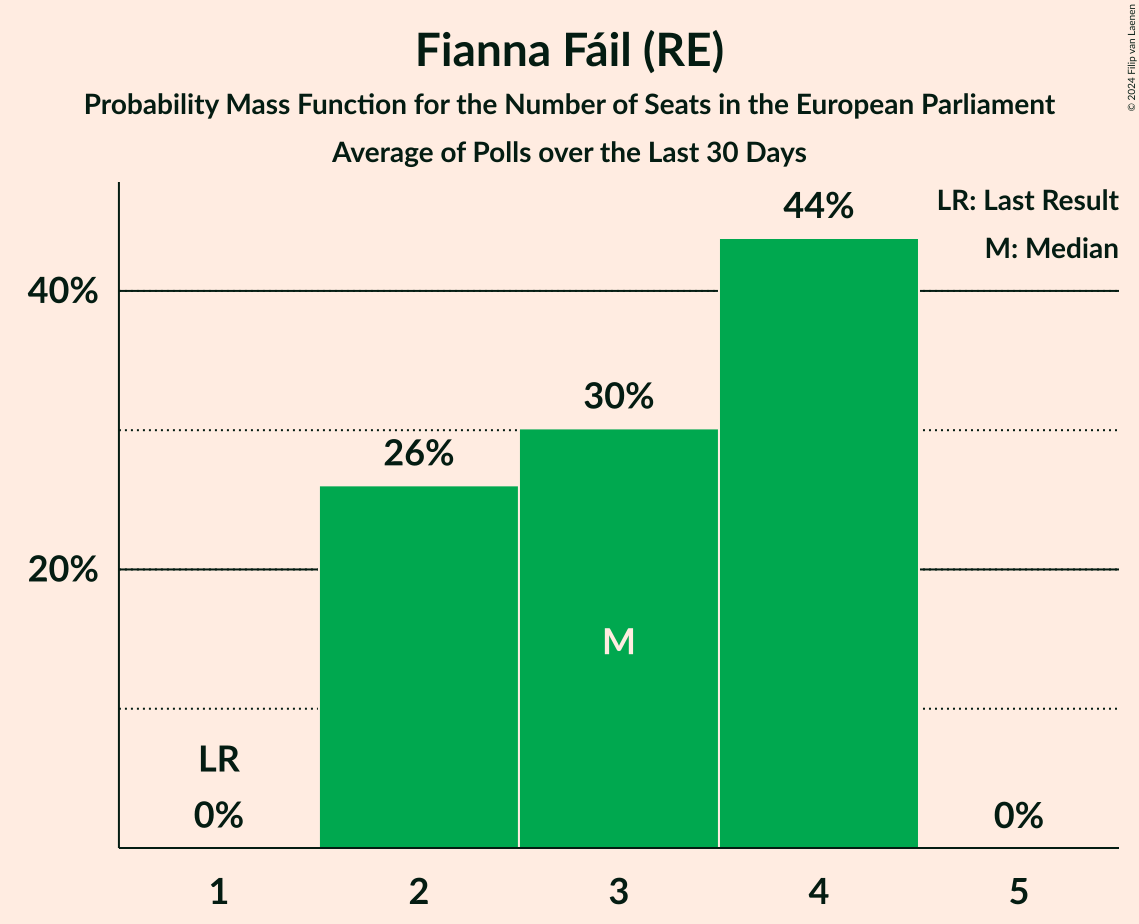 Fianna Fáil (RE)
Probability Mass Function for the Number of Seats in the European Parliament
Average of Polls over the Last 30 Days
© 2024 Filip van Laenen
LR: Last Result
M: Median
44%
40%
30%
26%
20%
M
LR
0%
0%
1 2 3 4 5